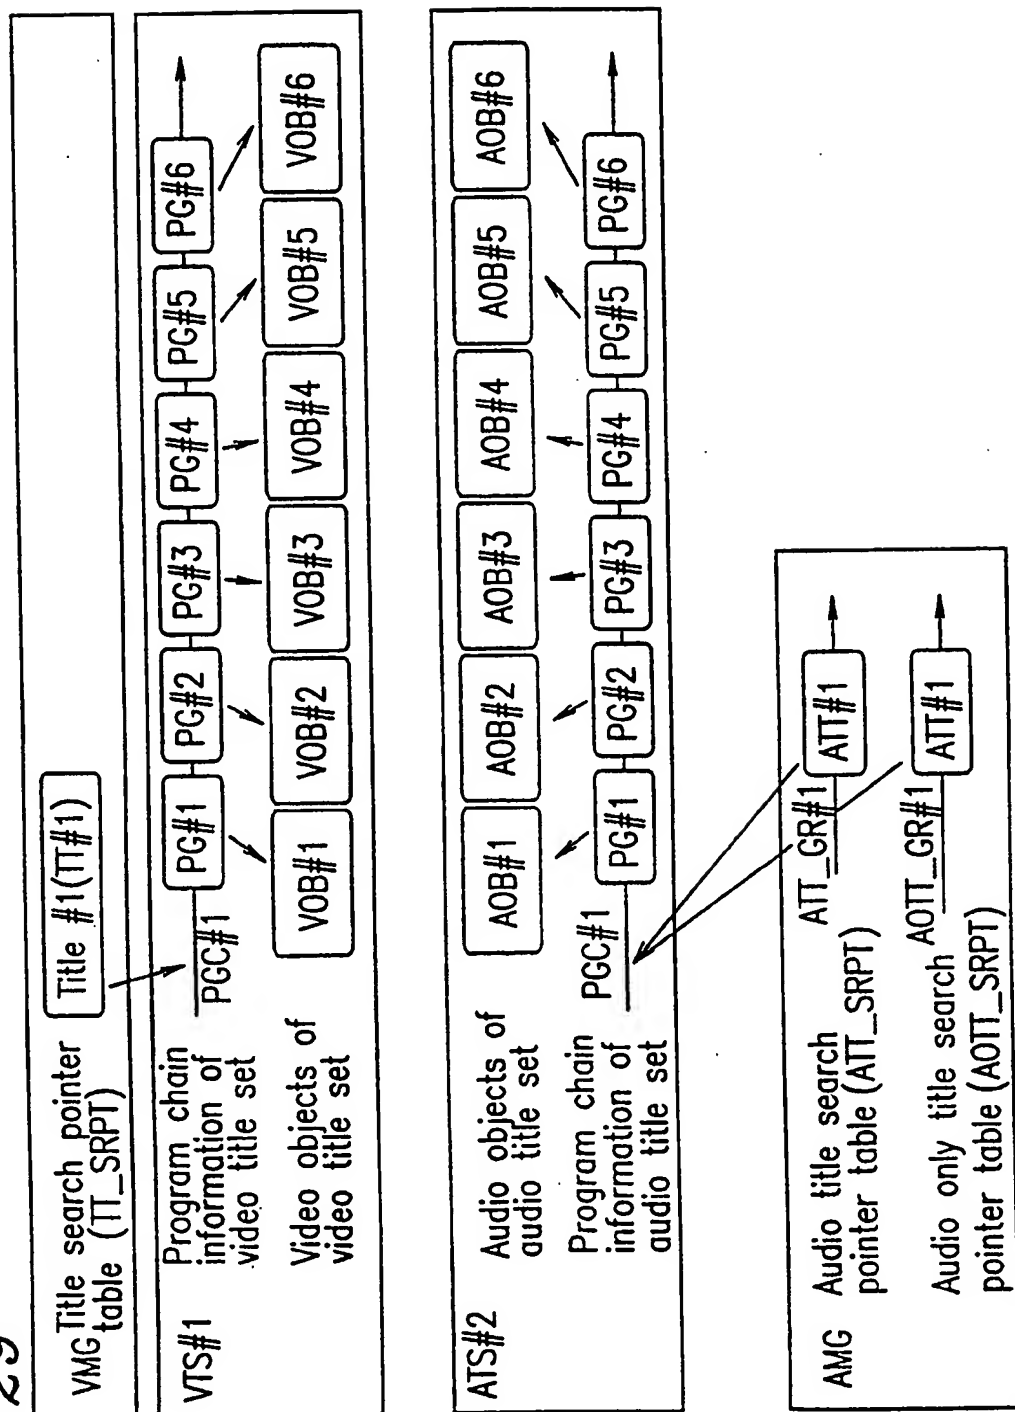 29
VMG
Title search pointer
table (TT_SRPT)
Title #1(TT#1)
VTS#1
Program chain
information of
video title set
PGC#1
PG#1
PG#2
PG#3
PG#4
PG#5
PG#6
Video objects of
video title set
VOB#1
VOB#2
VOB#3
VOB#4
VOB#5
VOB#6
ATS#2
Audio objects of
audio title set
AOB#1
AOB#2
AOB#3
AOB#4
AOB#5
AOB#6
Program chain
information of
audio title set
PGC#1
PG#1
PG#2
PG#3
PG#4
PG#5
PG#6
AMG
Audio title search
pointer table (ATT_SRPT)
ATT_GR#1
ATT#1
Audio only title search
pointer table (AOTT_SRPT)
AOTT_GR#1
ATT#1